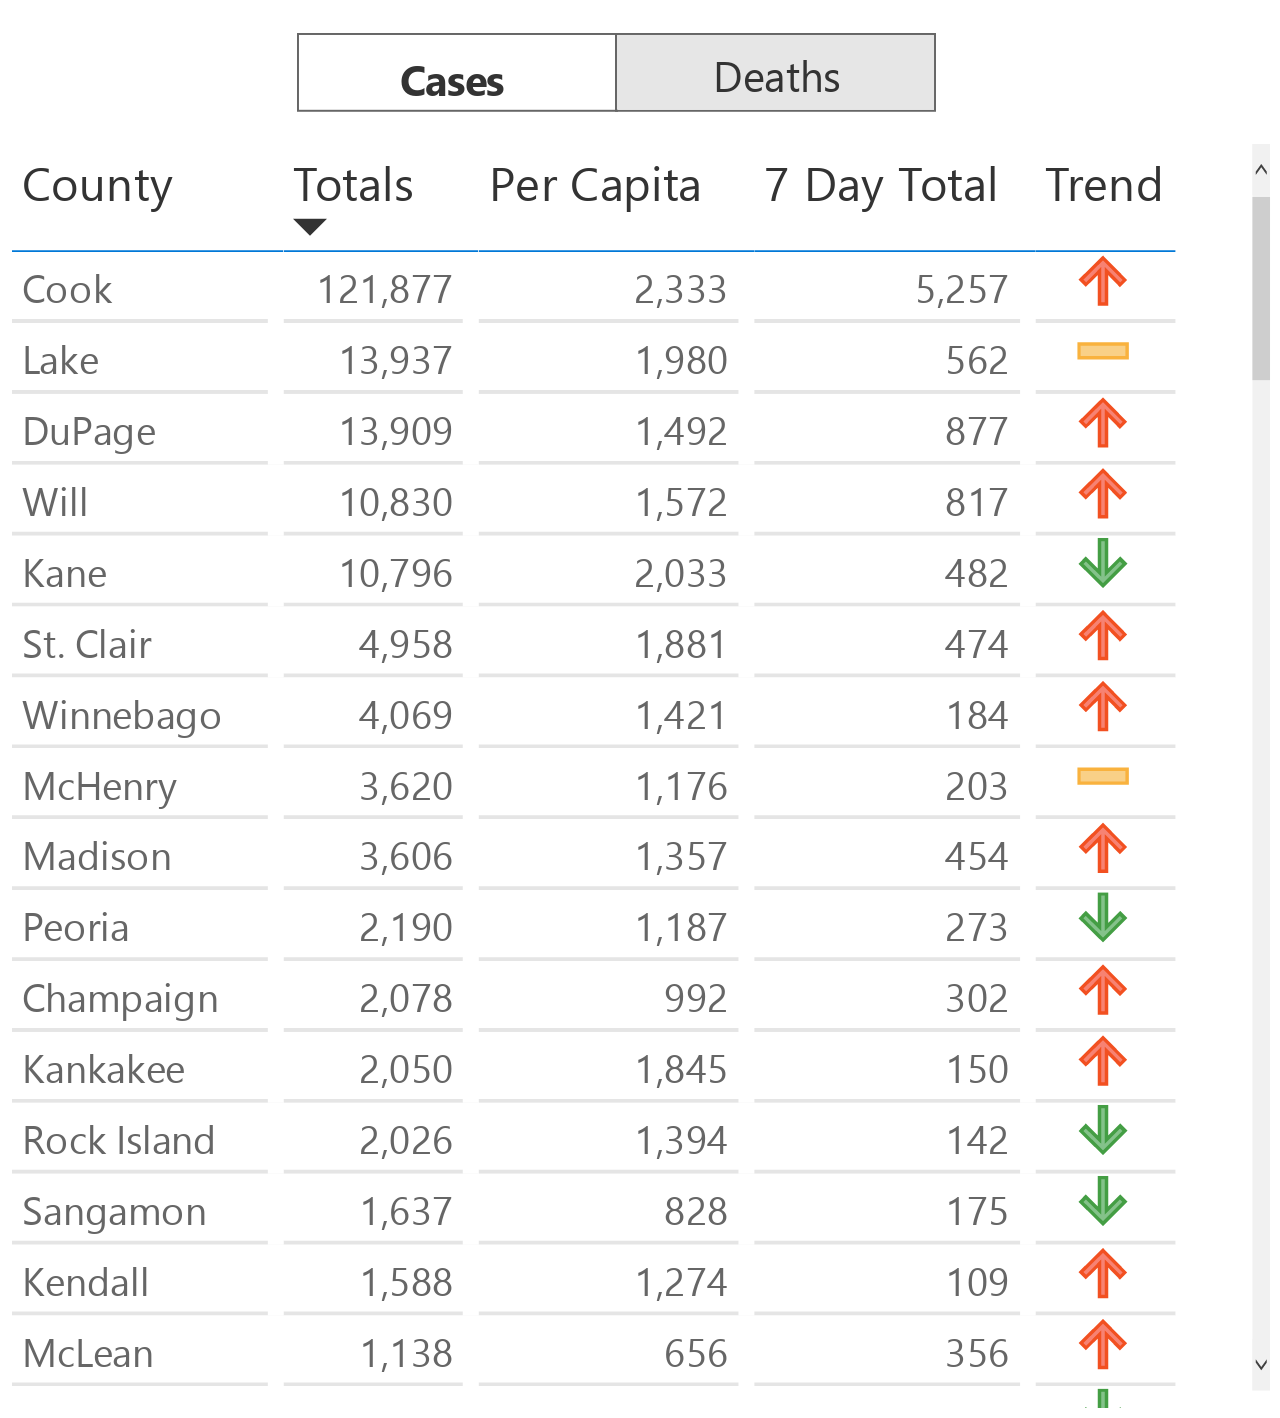 Cases Deaths
County Totals Per Capita 7 Day Total Trend
Cook 121,877 2,333 5,257
Lake 13,937 1,980 562
DuPage 13,909 1,492 877
Will 10,830 1,572 817
Kane 10,796 2,033 482
St. Clair 4,958 1,881 474
Winnebago 4,069 1,421 184
McHenry 3,620 1,176 203
Madison 3,606 1,357 454
Peoria 2,190 1,187 273
Champaign 2,078 992 302
Kankakee 2,050 1,845 150
Rock Island 2,026 1,394 142
Sangamon 1,637 828 175
Kendall 1,588 1,274 109
McLean 1,138 656 356